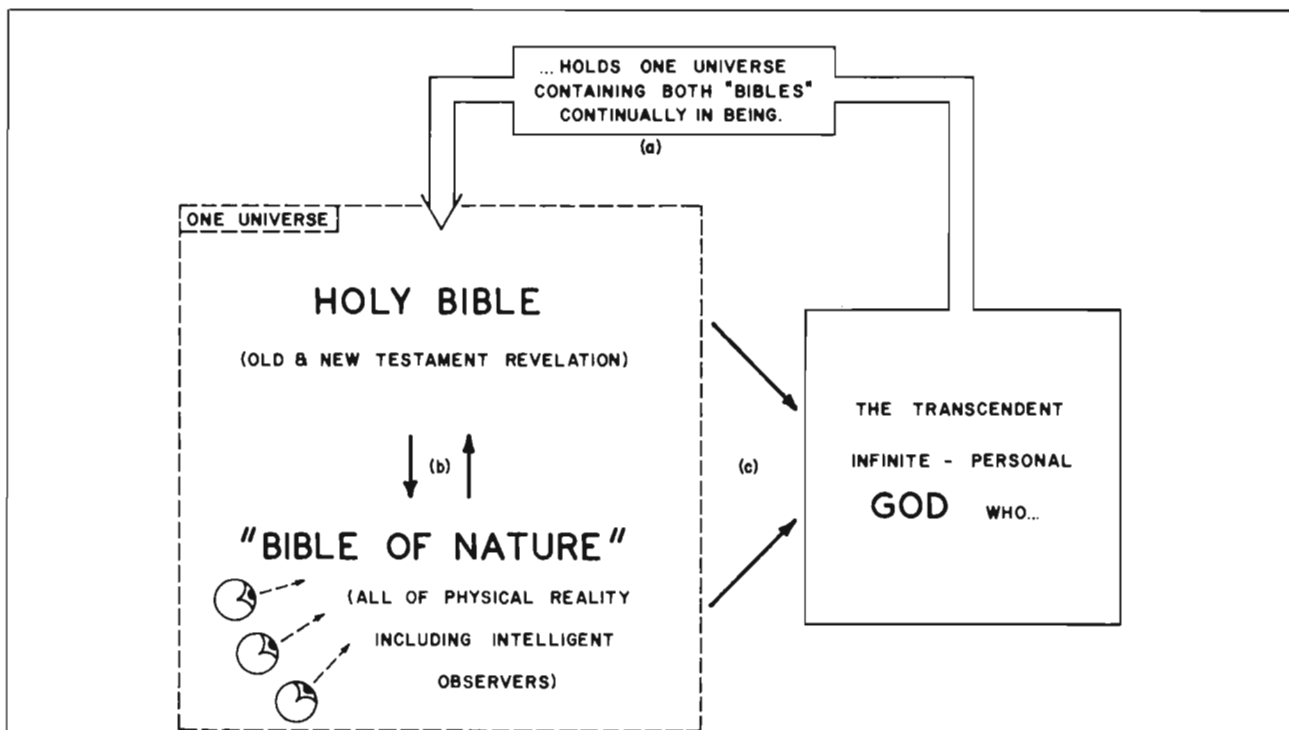 ...HOLDS ONE UNIVERSE
CONTAINING BOTH "BIBLES"
CONTINUALLY IN BEING.
(a)
ONE UNIVERSE
HOLY BIBLE
(OLD & NEW TESTAMENT REVELATION)
(b)
(c)
"BIBLE OF NATURE"
(ALL OF PHYSICAL REALITY
INCLUDING INTELLIGENT
OBSERVERS)
THE TRANSCENDENT
INFINITE - PERSONAL
GOD WHO...